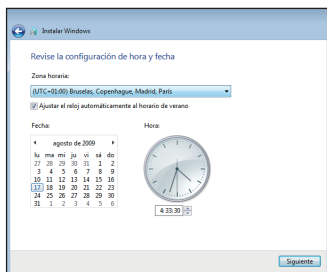 Instalar Windows
Revise la configuración de hora y fecha
Zona horaria:
(UTC+01:00) Bruselas, Copenhague, Madrid, París
Ajustar el reloj automáticamente al horario de verano
Fecha: Hora:
agosto de 2009
lu ma mi ju vi sá do
27 28 29 30 31 1 2
3 4 5 6 7 8 9
10 11 12 13 14 15 16
17 18 19 20 21 22 23
24 25 26 27 28 29 30
31 1 2 3 4 5 6
4:33:30
Siguiente